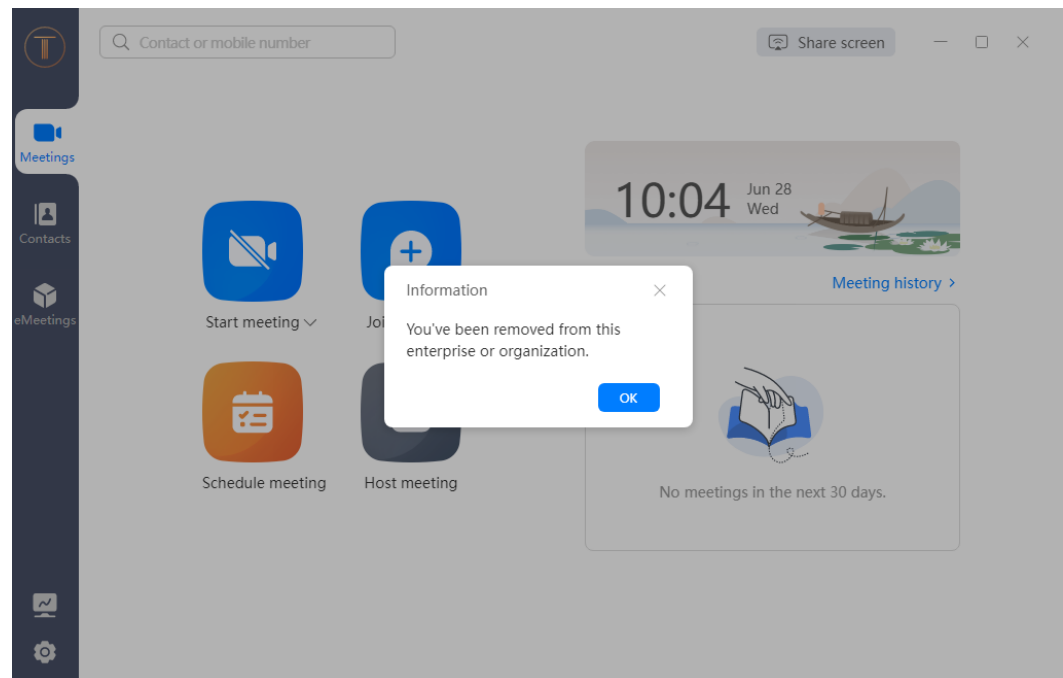 Contact or mobile number
Share screen
Meetings
Contacts
eMeetings
10:04
Jun 28
Wed
Meeting history >
Start meeting
Joi
Information
You've been removed from this
enterprise or organization.
OK
Schedule meeting
Host meeting
No meetings in the next 30 days.